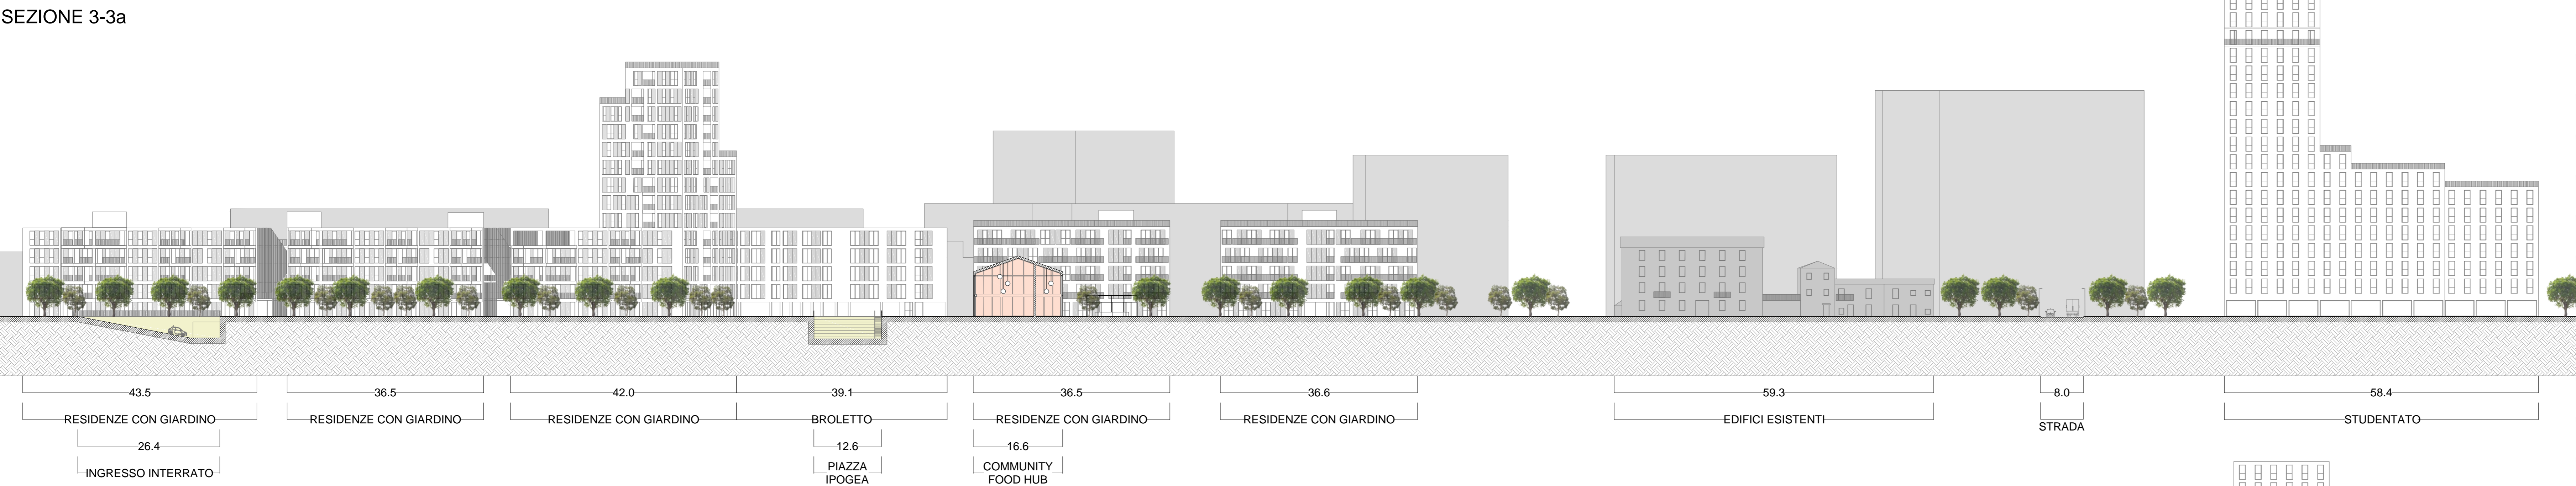 SEZIONE 3-3a
43.5 36.5 42.0 39.1 36.5 36.6 59.3 8.0 58.4
RESIDENZE CON GIARDINO RESIDENZE CON GIARDINO RESIDENZE CON GIARDINO BROLETTO RESIDENZE CON GIARDINO RESIDENZE CON GIARDINO EDIFICI ESISTENTI STRADA STUDENTATO
26.4 12.6 16.6
INGRESSO INTERRATO PIAZZA COMMUNITY
IPOGEA FOOD HUB